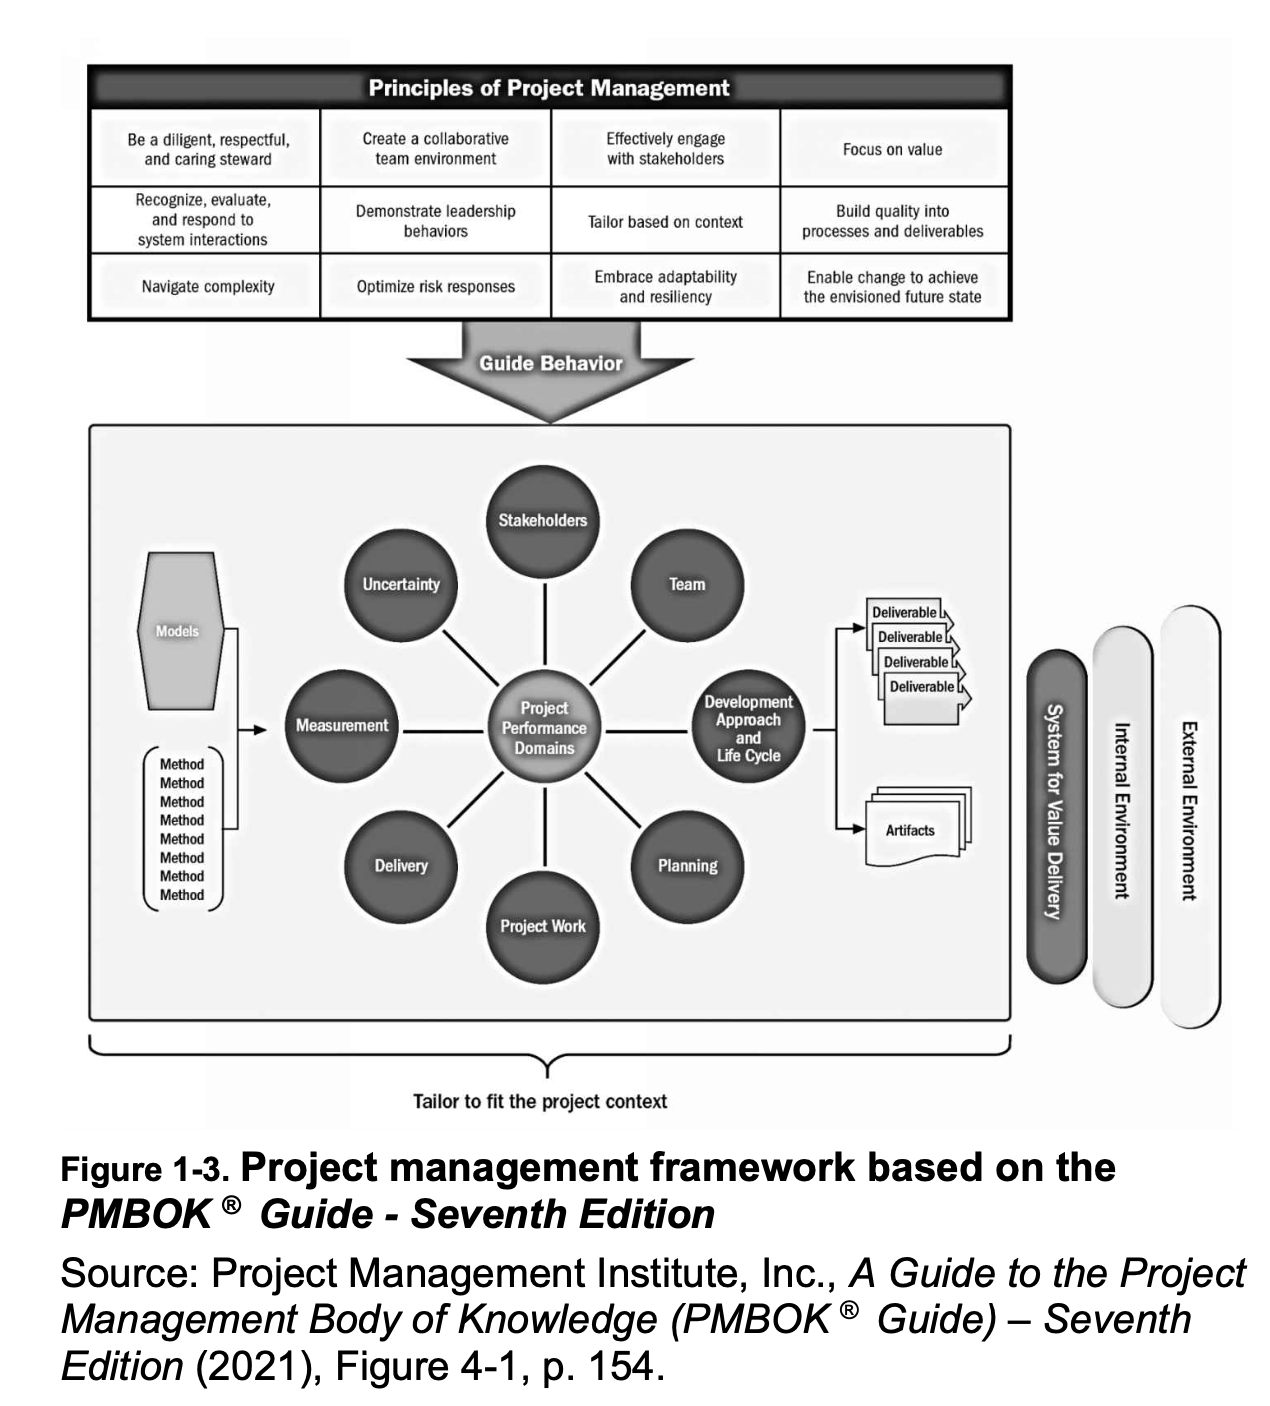 Principles of Project Management
Be a diligent, respectful,
and caring steward
Create a collaborative
team environment
Effectively engage
with stakeholders
Focus on value
Recognize, evaluate,
and respond to
system interactions
Demonstrate leadership
behaviors
Tailor based on context
Build quality into
processes and deliverables
Navigate complexity
Optimize risk responses
Embrace adaptability
and resiliency
Enable change to achieve
the envisioned future state
Guide Behavior
Stakeholders
Uncertainty
Team
Models
Measurement
Project
Performance
Domains
Development
Approach
and
Life Cycle
Deliverable
Deliverable
Deliverable
Deliverable
Method
Method
Method
Method
Method
Method
Method
Method
Artifacts
Delivery
Planning
Project Work
System for Value Delivery
Internal Environment
External Environment
Tailor to fit the project context
Figure 1-3. Project management framework based on the
PMBOK ® Guide - Seventh Edition
Source: Project Management Institute, Inc., A Guide to the Project
Management Body of Knowledge (PMBOK ® Guide) – Seventh
Edition (2021), Figure 4-1, p. 154.